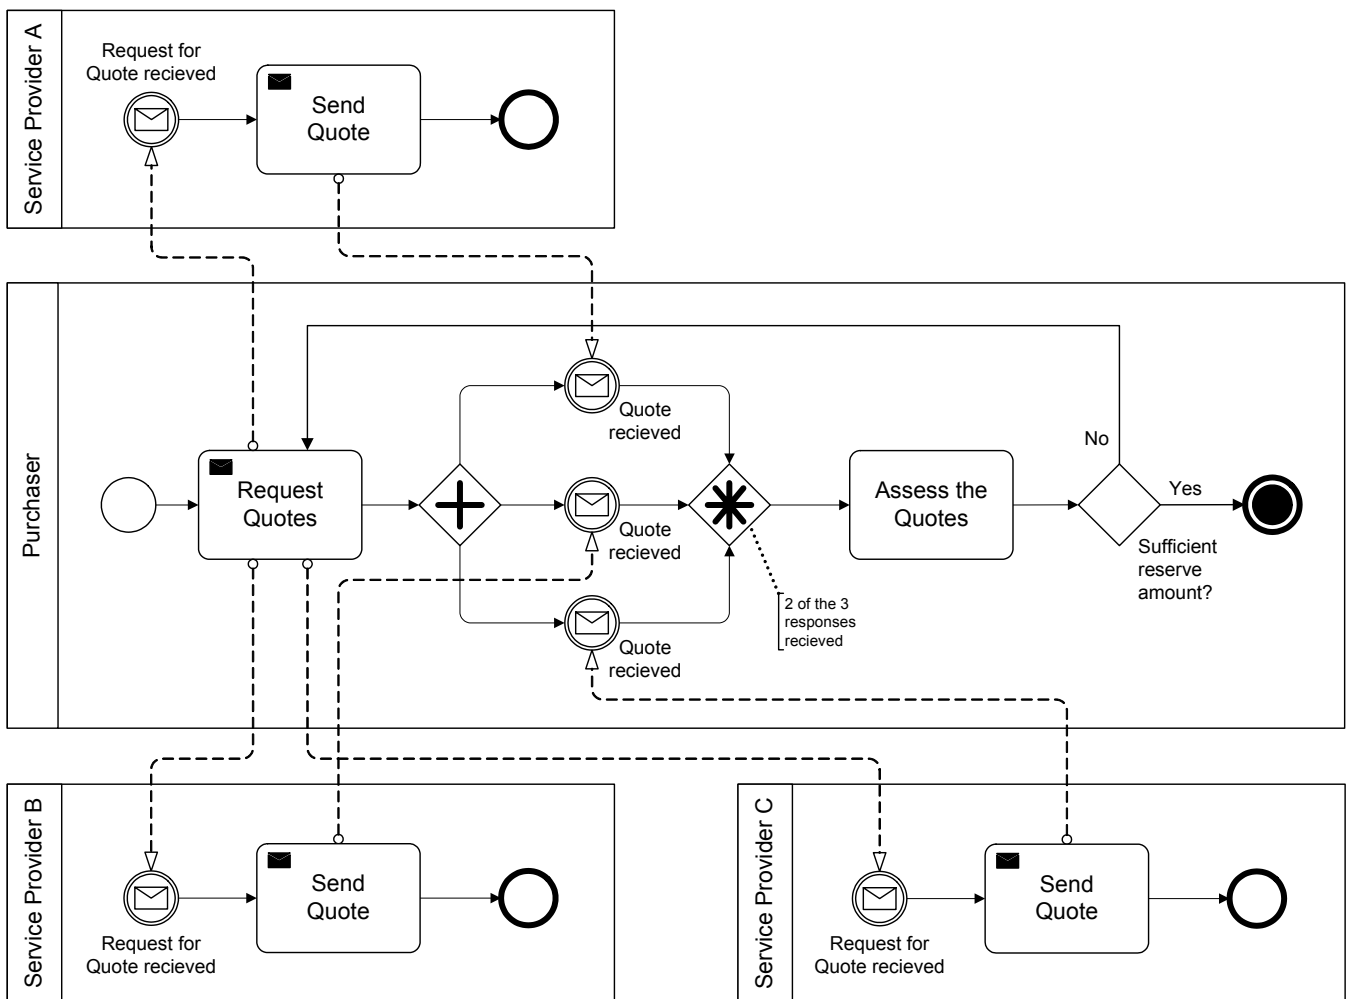 Service Provider A
Request for
Quote recieved
Send
Quote
Purchaser
Request
Quotes
Quote
recieved
Quote
recieved
Quote
recieved
2 of the 3
responses
recieved
Assess the
Quotes
No
Yes
Sufficient
reserve
amount?
Service Provider B
Request for
Quote recieved
Send
Quote
Service Provider C
Request for
Quote recieved
Send
Quote